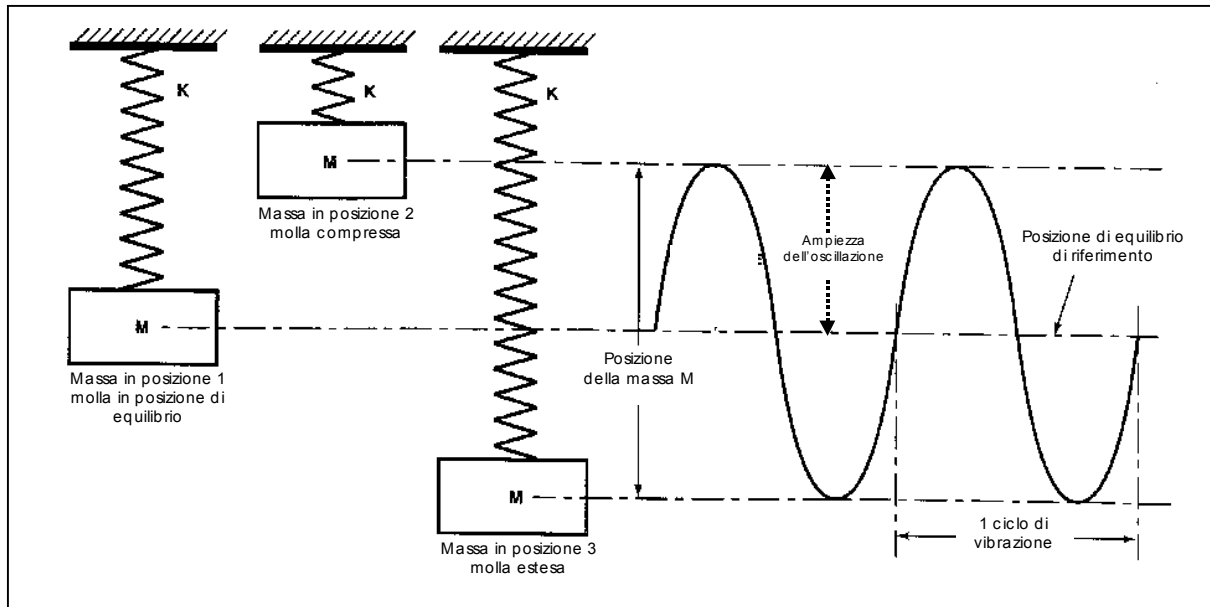 K
K
K
M
Massa in posizione 2
molla compressa
M
Massa in posizione 1
molla in posizione di
equilibrio
M
Massa in posizione 3
molla estesa
Posizione
della massa M
Ampiezza
dell'oscillazione
Posizione di equilibrio
di riferimento
1 ciclo di
vibrazione